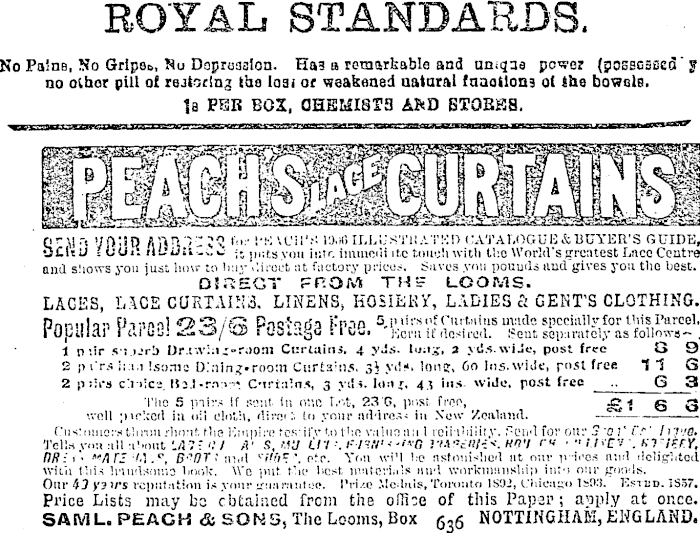 ROYAL STANDARDS.
No Pains, No Gripes, No Depression. Has a remarkable and unique power (possessed y
no other pill of restoring the lost or weakened natural functions of the bowels.
1s PER BOX, CHEMISTS AND STORES.
PEACH'S LACE CURTAINS
SEND YOUR ADDRESS for PEACH'S 1906 ILLUSTRATED CATALOGUE & BUYER'S GUIDE,
it puts you into immediate touch with the World's greatest Lace Centre
and shows you just how to buy direct at factory prices. Saves you pounds and gives you the best.
DIRECT FROM THE LOOMS.
LACES, LACE CURTAINS. LINENS, HOSIERY, LADIES & GENT'S CLOTHING.
Popular Parcel 23/6 Postage Free. 5 pairs of Curtains made specially for this Parcel.
Ecru if desired. Sent separately as follows—
1 pair superb Drawing-room Curtains, 4 yds. long, 2 yds. wide, post free 8 9
2 pairs handsome Dining-room Curtains, 3½ yds. long, 60 ins. wide, post free 11 6
2 pairs choice Bed-room Curtains, 3 yds. long, 43 ins. wide, post free .. 6 3
The 5 pairs if sent in one Lot, 23/6, post free,
well packed in oil cloth, direct to your address in New Zealand. £1 6 6
Customers throughout the Empire testify to the value and reliability. Send for our
Tells you all about
and etc. You will be astonished at our prices and delighted
with this handsome book. We put the best materials and workmanship into our goods.
Our 49 years reputation is your guarantee. Prize Medals, Toronto 1892, Chicago 1893. ESTBD. 1857.
Price Lists may be obtained from the office of this Paper; apply at once.
SAML. PEACH & SONS, The Looms, Box 636 NOTTINGHAM, ENGLAND.